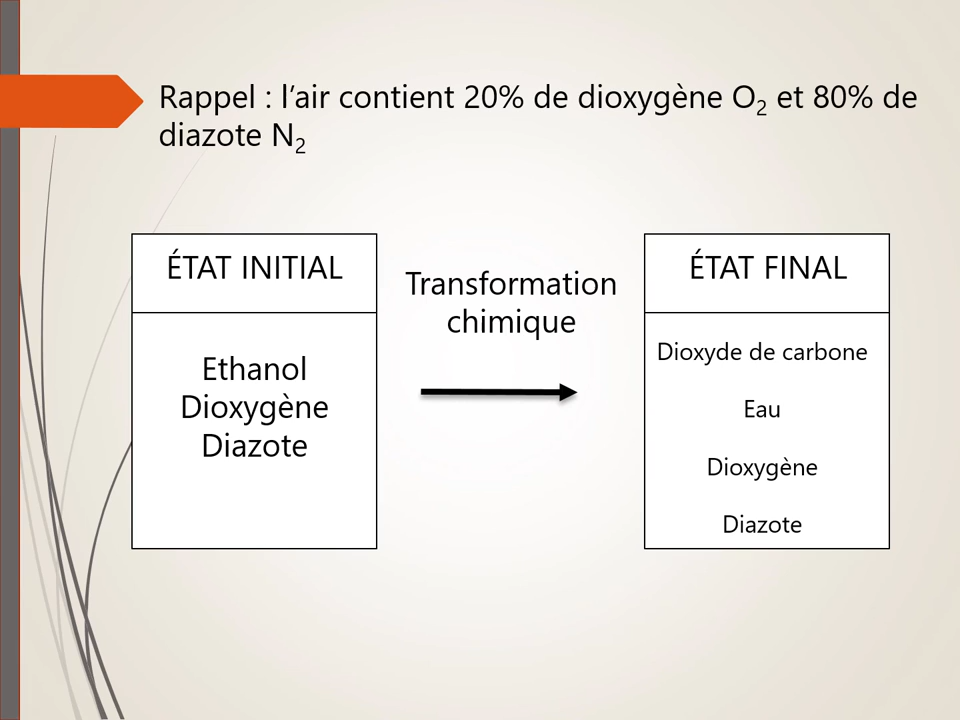 Rappel : l’air contient 20% de dioxygène O₂ et 80% de
diazote N₂
ÉTAT INITIAL
Ethanol
Dioxygène
Diazote
Transformation
chimique
ÉTAT FINAL
Dioxyde de carbone
Eau
Dioxygène
Diazote